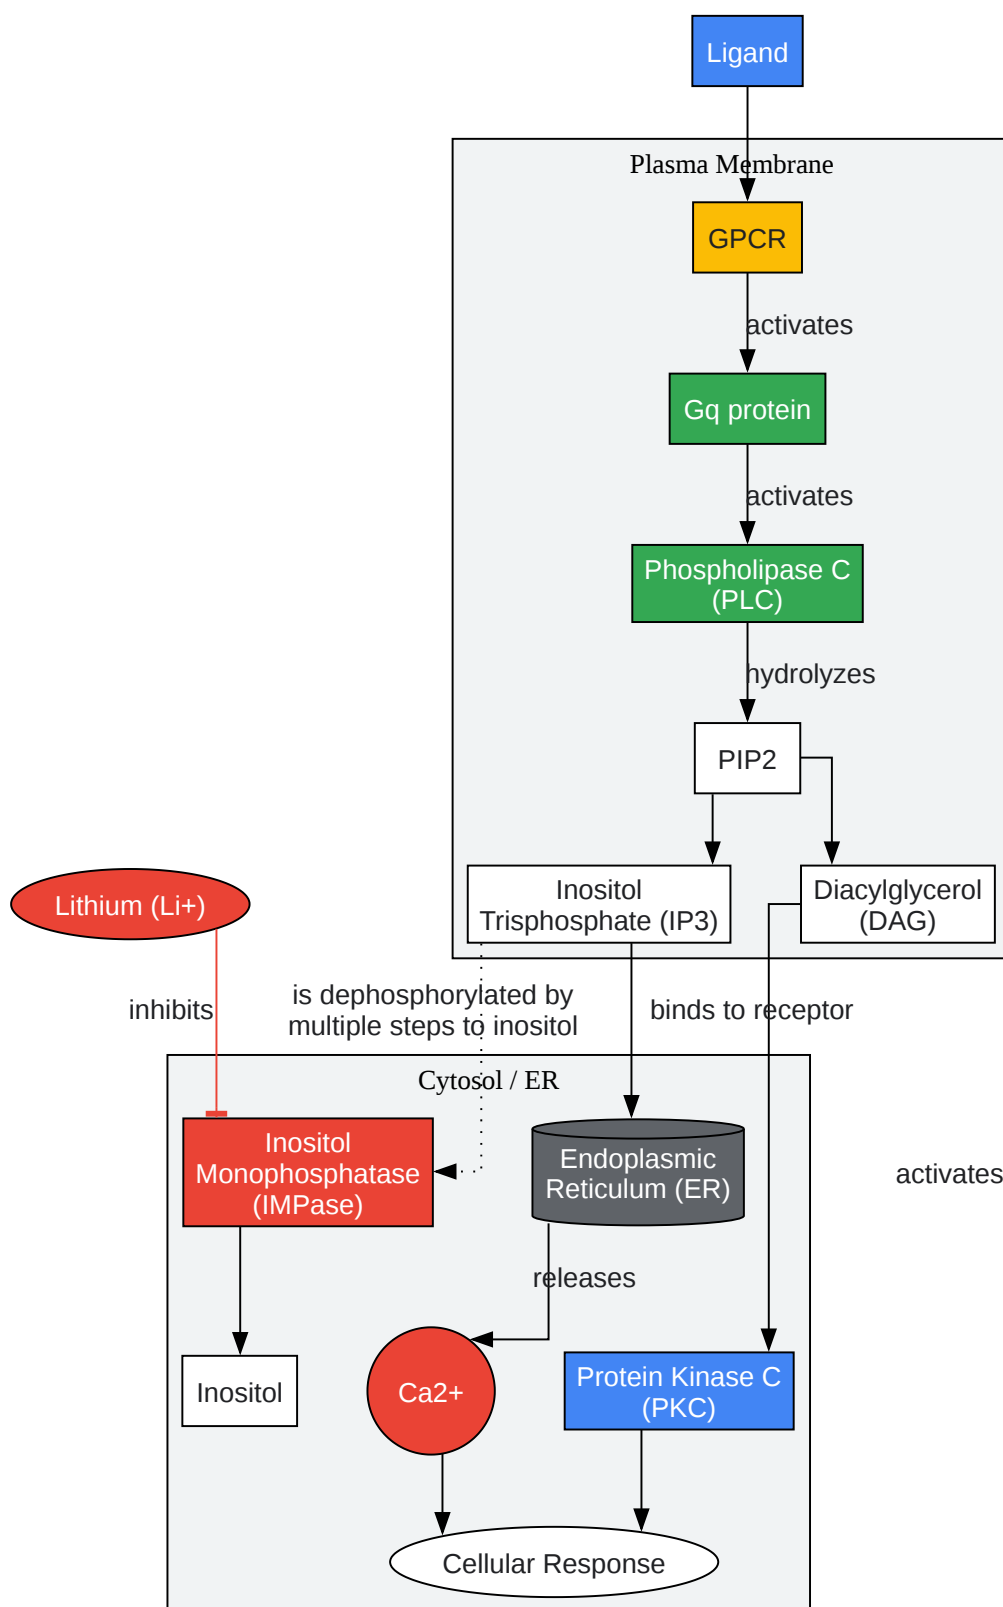 Ligand
Plasma Membrane
GPCR
activates
Gq protein
activates
Phospholipase C
(PLC)
hydrolyzes
PIP2
Inositol
Trisphosphate (IP3)
Diacylglycerol
(DAG)
Lithium (Li+)
inhibits
is dephosphorylated by
multiple steps to inositol
binds to receptor
Cytosol / ER
Inositol
Monophosphatase
(IMPase)
Endoplasmic
Reticulum (ER)
activates
releases
Inositol
Ca2+
Protein Kinase C
(PKC)
Cellular Response